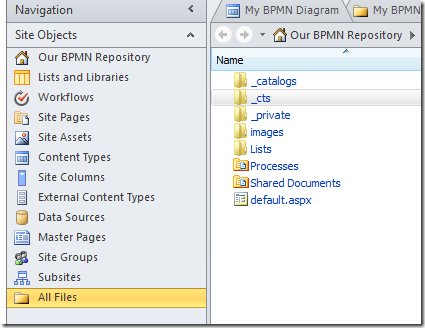 Navigation
Site Objects
Our BPMN Repository
Lists and Libraries
Workflows
Site Pages
Site Assets
Content Types
Site Columns
External Content Types
Data Sources
Master Pages
Site Groups
Subsites
All Files
My BPMN Diagram
My BPMN
Our BPMN Repository
Name
_catalogs
_cts
_private
images
Lists
Processes
Shared Documents
default.aspx